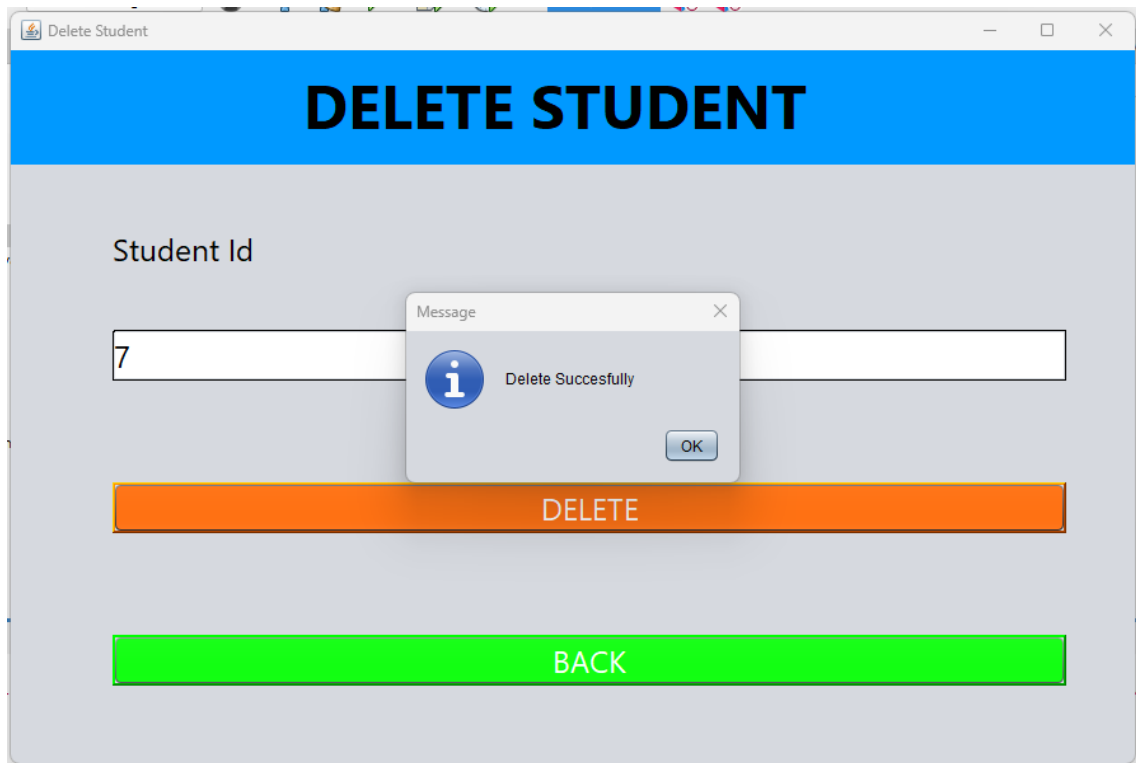 Delete Student
DELETE STUDENT
Student Id
Message
7
Delete Succesfully
OK
DELETE
BACK